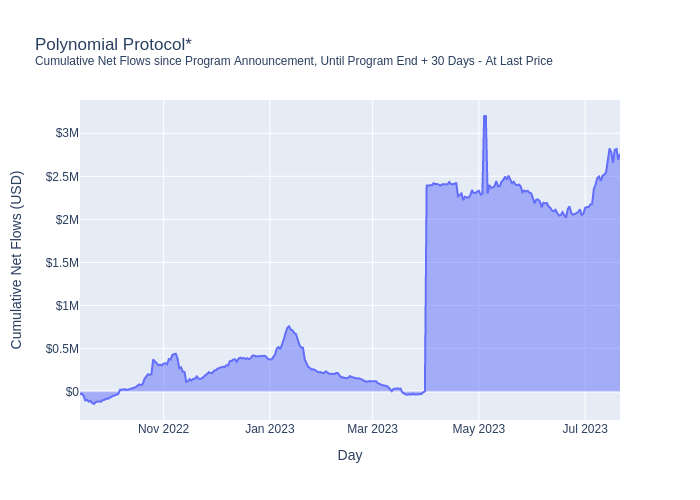 Polynomial Protocol*
Cumulative Net Flows since Program Announcement, Until Program End + 30 Days - At Last Price
Cumulative Net Flows (USD)
$3M
$2.5M
$2M
$1.5M
$1M
$0.5M
$0
Nov 2022
Jan 2023
Mar 2023
May 2023
Jul 2023
Day